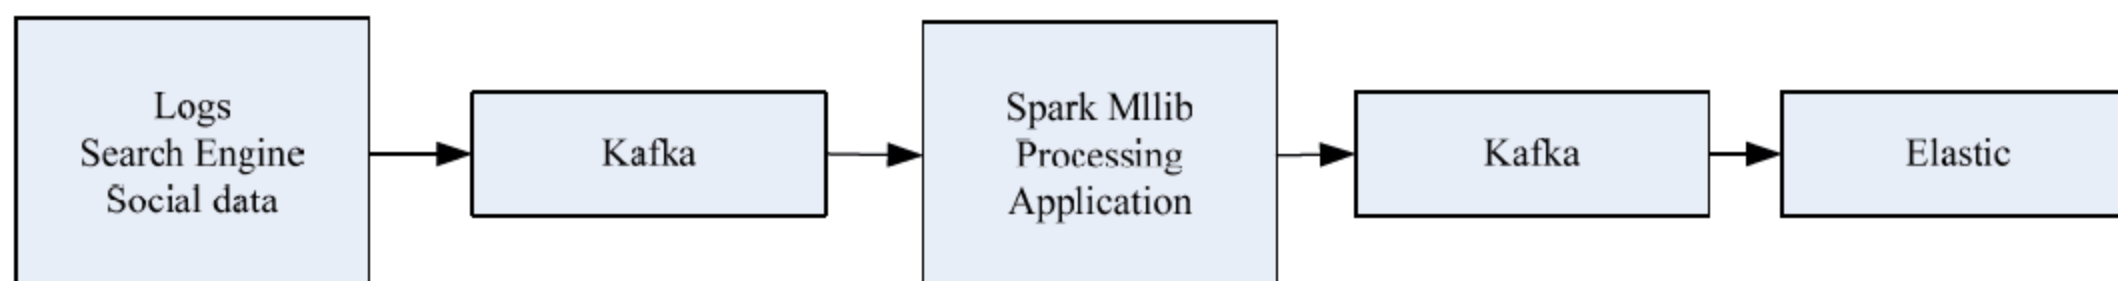 Logs
Search Engine
Social data
Kafka
Spark Mllib
Processing
Application
Kafka
Elastic